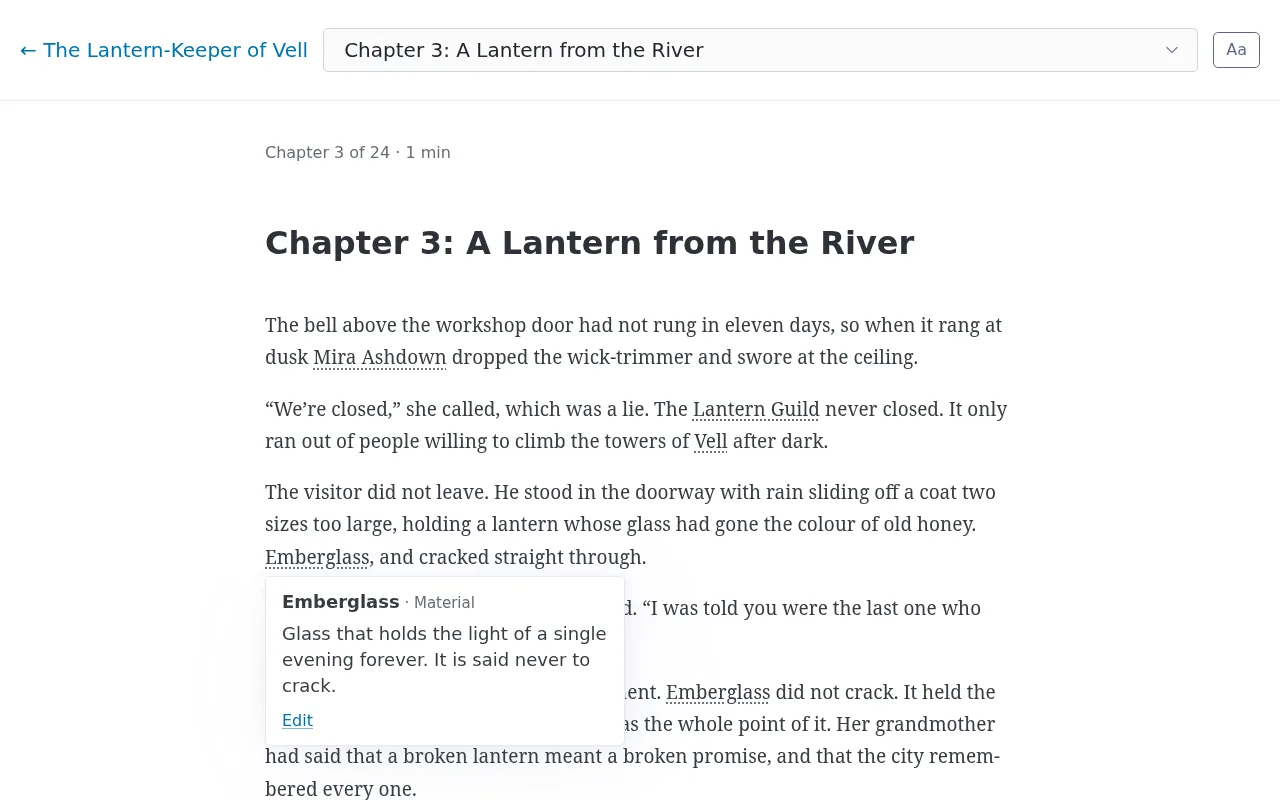 ← The Lantern-Keeper of Vell
Chapter 3: A Lantern from the River
Aa
Chapter 3 of 24 · 1 min
Chapter 3: A Lantern from the River
The bell above the workshop door had not rung in eleven days, so when it rang at
dusk Mira Ashdown dropped the wick-trimmer and swore at the ceiling.
“We’re closed,” she called, which was a lie. The Lantern Guild never closed. It only
ran out of people willing to climb the towers of Vell after dark.
The visitor did not leave. He stood in the doorway with rain sliding off a coat two
sizes too large, holding a lantern whose glass had gone the colour of old honey.
Emberglass, and cracked straight through.
Emberglass · Material
Glass that holds the light of a single
evening forever. It is said never to
crack.
Edit
“I was told you were the last one who
Emberglass did not crack. It held the
the whole point of it. Her grandmother
had said that a broken lantern meant a broken promise, and that the city remem-
bered every one.